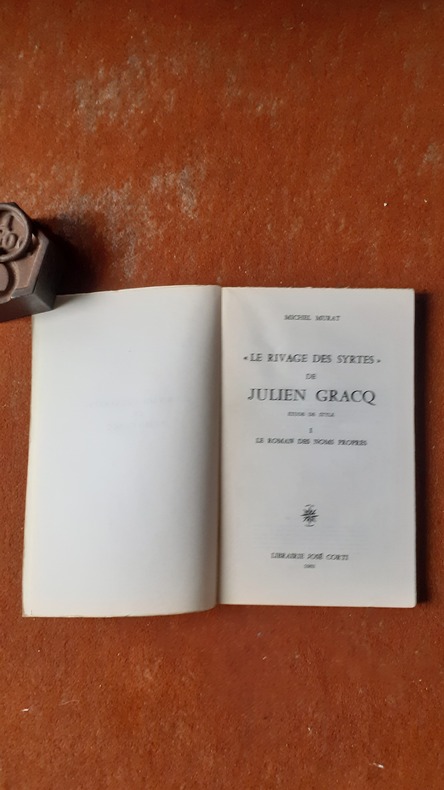 MICHEL MURAT
« LE RIVAGE DES SYRTES »
DE
JULIEN GRACQ
ETUDE DE STYLE
I
LE ROMAN DES NOMS PROPRES
LIBRAIRIE JOSÉ CORTI